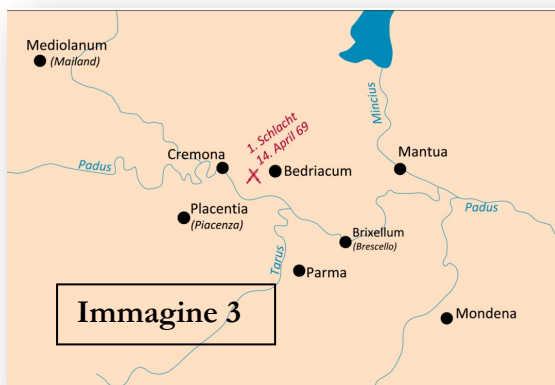 Mediolanum
(Mailand)
1. Schlacht
14. April 69
Mincius
Padus
Cremona
Bedriacum
Mantua
Placentia
(Piacenza)
Padus
Brixellum
(Brescello)
Tarus
Parma
Immagine 3
Mondena